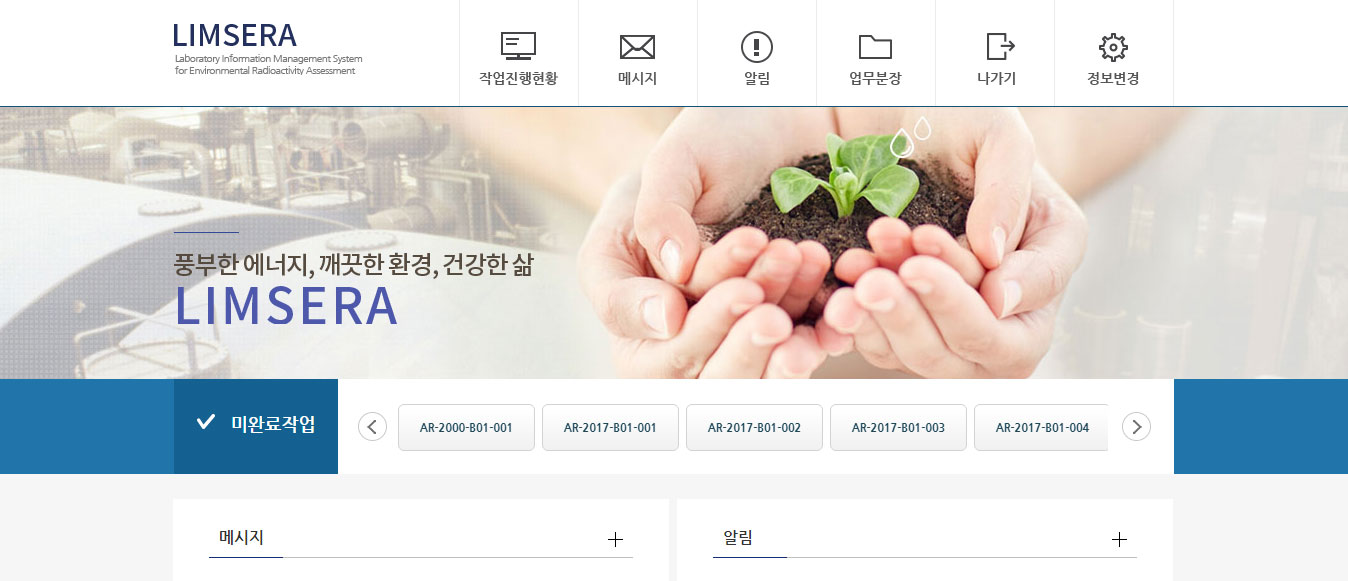 LIMSERA
Laboratory Information Management System
for Environmental Radioactivity Assessment
작업진행현황
메시지
알림
업무분장
나가기
정보변경
풍부한 에너지, 깨끗한 환경, 건강한 삶
LIMSERA
미완료작업
AR-2000-B01-001
AR-2017-B01-001
AR-2017-B01-002
AR-2017-B01-003
AR-2017-B01-004
메시지
알림